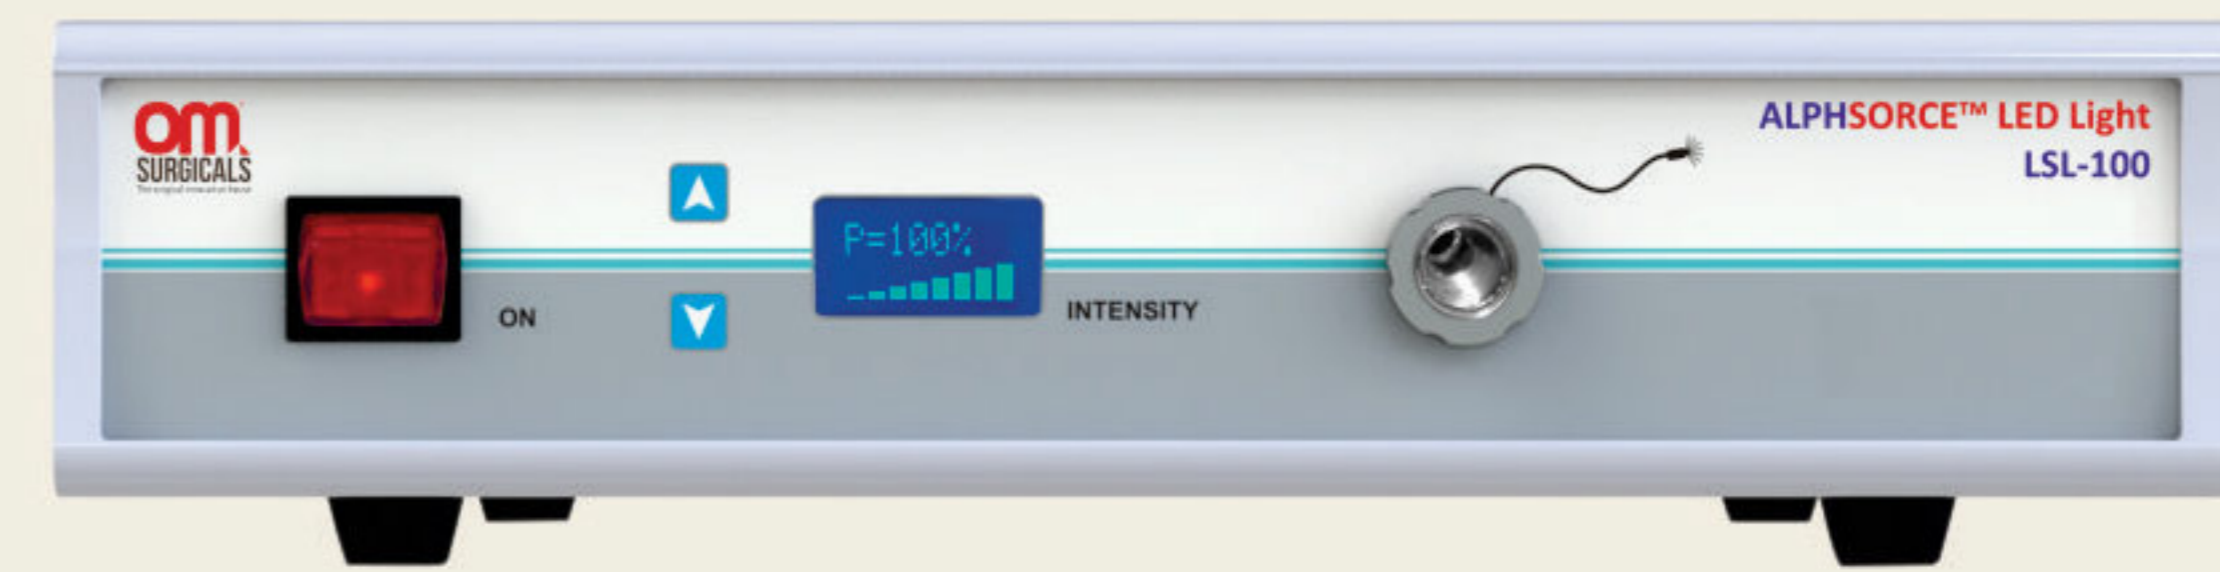 om
SURGICALS
ALPHSORCE™ LED Light
LSL-100
P=100%
ON
INTENSITY